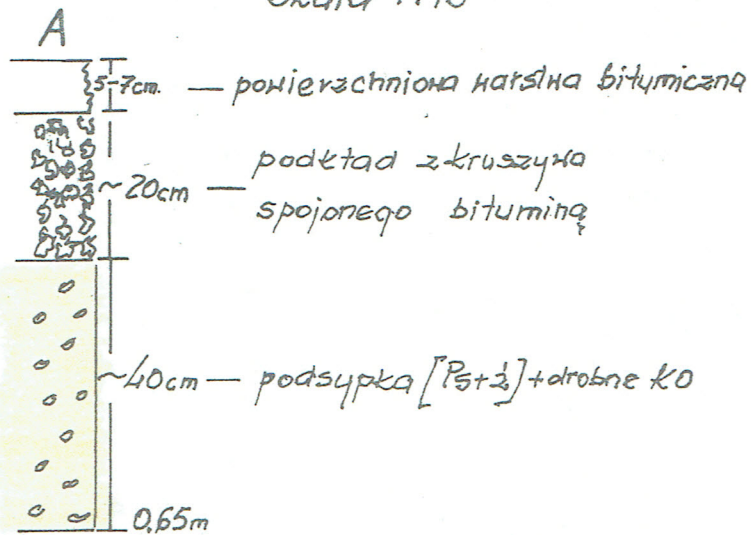 A
5-7cm. — powierzchniowa warstwa bitumiczna
~20cm — podkład z kruszywa
spojonego bituminą
~40cm — podsypka [Ps+ż]+drobne KO
0,65m